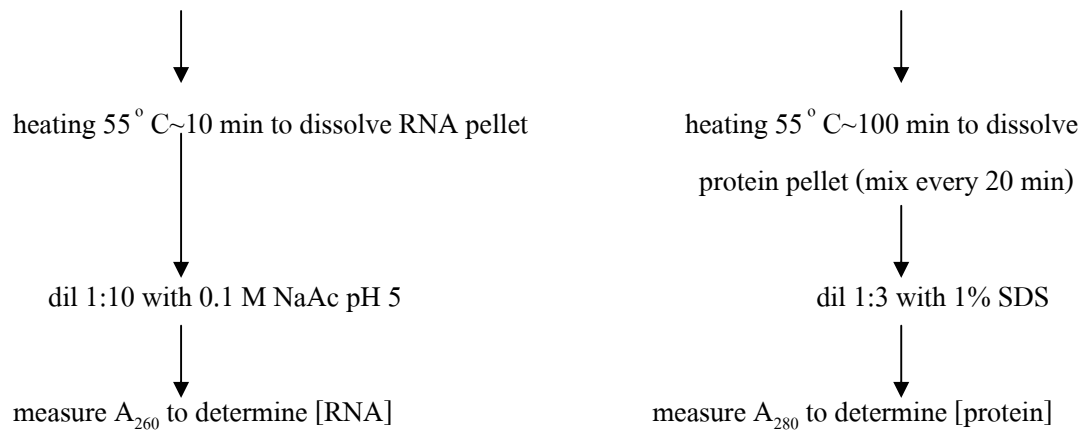 heating 55° C~10 min to dissolve RNA pellet
dil 1:10 with 0.1 M NaAc pH 5
measure A₂₆₀ to determine [RNA]
heating 55° C~100 min to dissolve
protein pellet (mix every 20 min)
dil 1:3 with 1% SDS
measure A₂₈₀ to determine [protein]